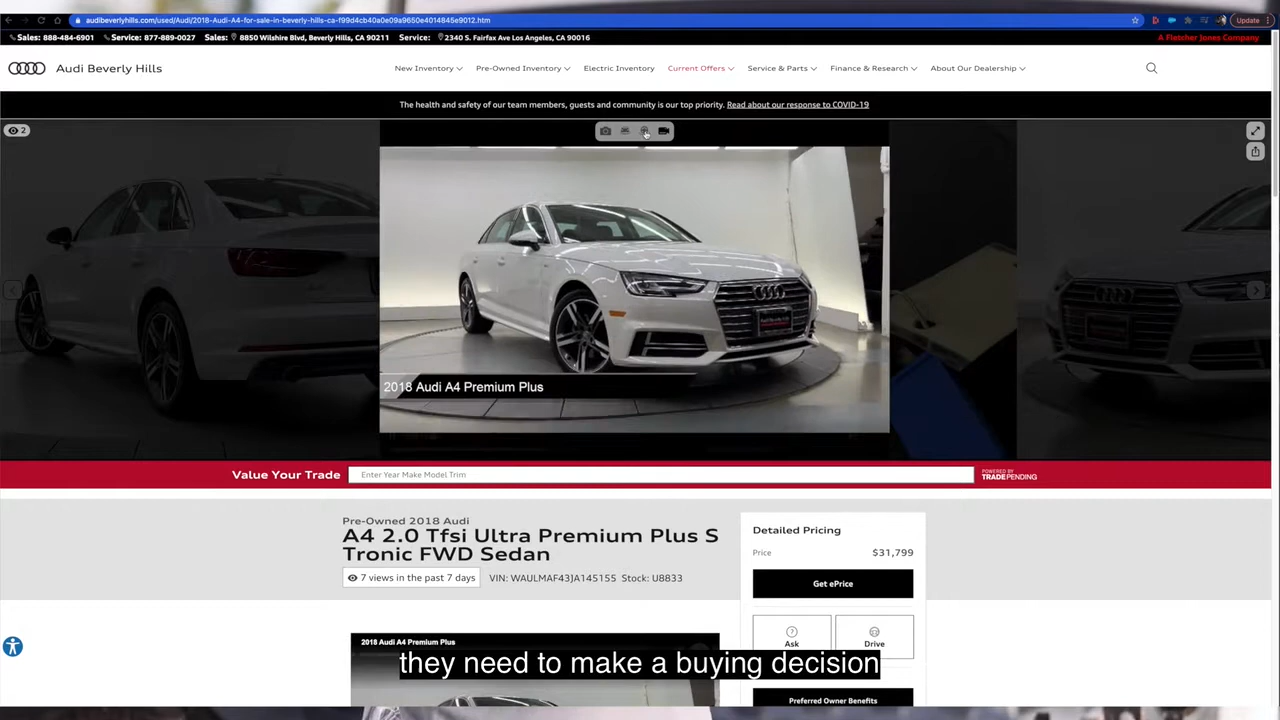 audibeverlyhills.com/used/Audi/2018-Audi-A4-for-sale-in-beverly-hills-ca-f99d4cb40a0e09a9650e4014845e9012.htm
Update
Sales: 888-484-6901 Service: 877-889-0027 Sales: 8850 Wilshire Blvd, Beverly Hills, CA 90211 Service: 2340 S. Fairfax Ave Los Angeles, CA 90016
A Fletcher Jones Company
Audi Beverly Hills
New Inventory Pre-Owned Inventory Electric Inventory Current Offers Service & Parts Finance & Research About Our Dealership
The health and safety of our team members, guests and community is our top priority. Read about our response to COVID-19
2
2018 Audi A4 Premium Plus
Value Your Trade
Enter Year Make Model Trim
POWERED BY
TRADEPENDING
Pre-Owned 2018 Audi
A4 2.0 Tfsi Ultra Premium Plus S
Tronic FWD Sedan
7 views in the past 7 days
VIN: WAULMAF43JA145155 Stock: U8833
Detailed Pricing
Price $31,799
Get ePrice
Ask
Drive
Preferred Owner Benefits
2018 Audi A4 Premium Plus
they need to make a buying decision